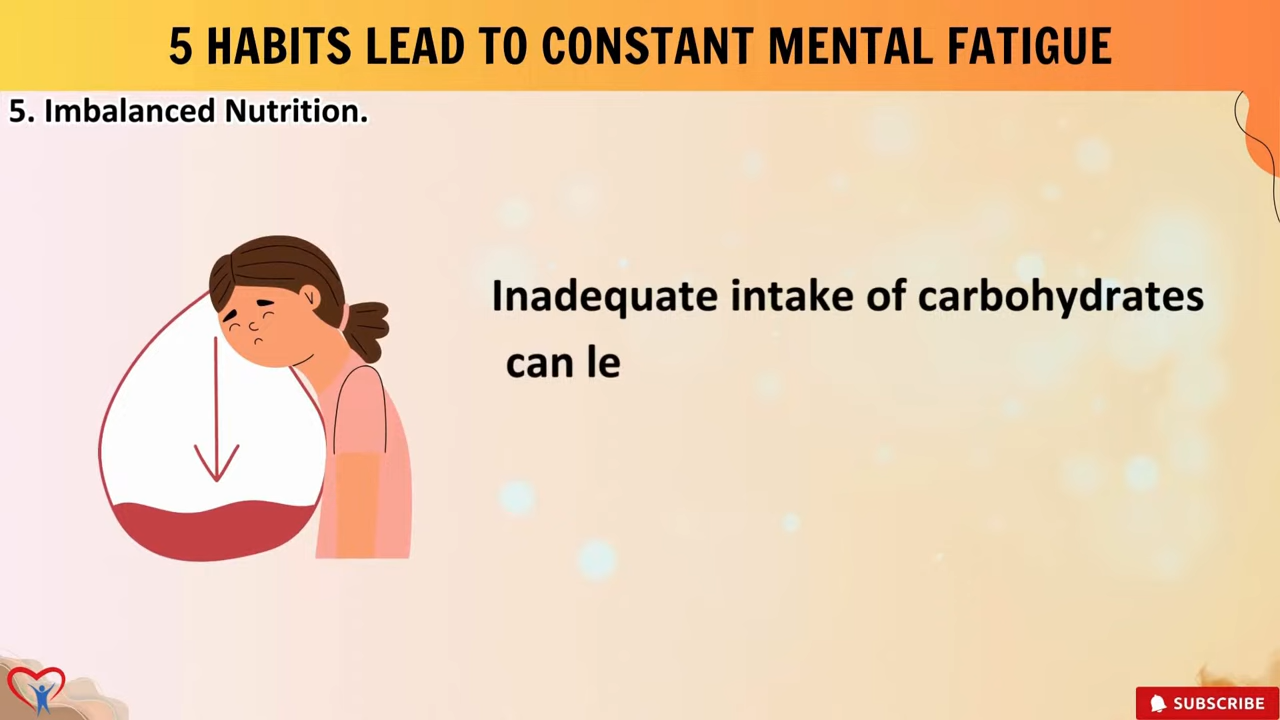 5 HABITS LEAD TO CONSTANT MENTAL FATIGUE
5. Imbalanced Nutrition.
Inadequate intake of carbohydrates
can le
SUBSCRIBE